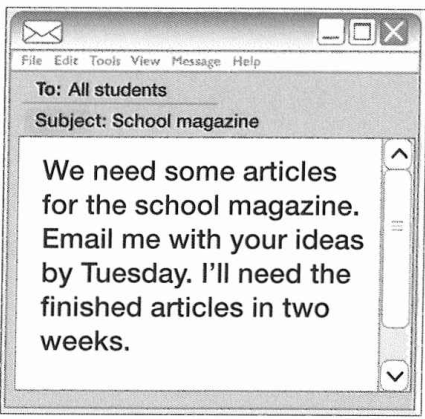 File Edit Tools View Message Help
To: All students
Subject: School magazine
We need some articles
for the school magazine.
Email me with your ideas
by Tuesday. I'll need the
finished articles in two
weeks.